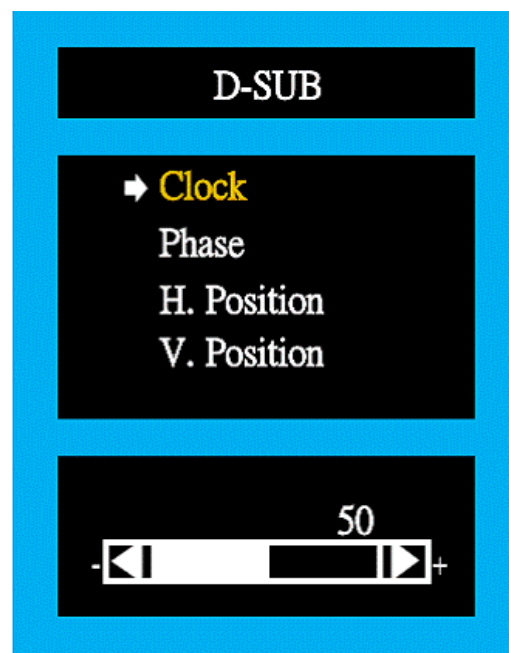 D-SUB
Clock
Phase
H. Position
V. Position
50
- +